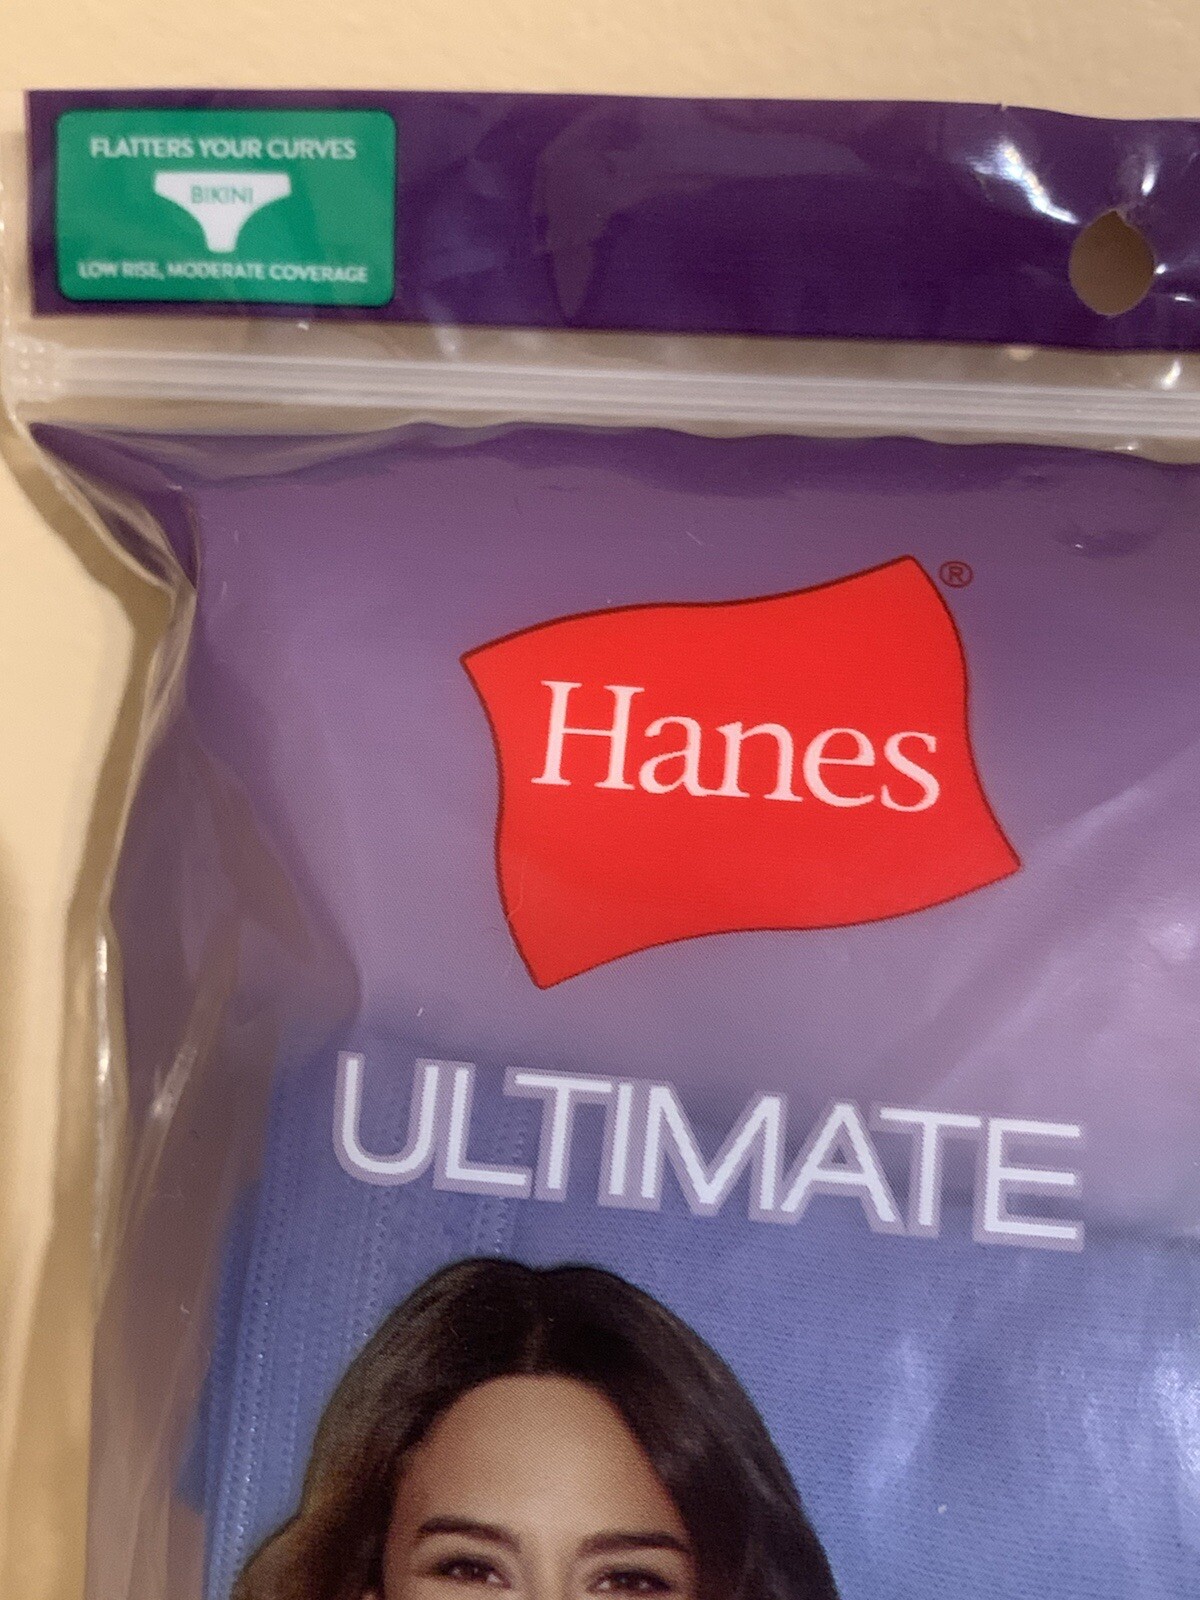 FLATTERS YOUR CURVES
BIKINI
LOW RISE, MODERATE COVERAGE
Hanes®
ULTIMATE